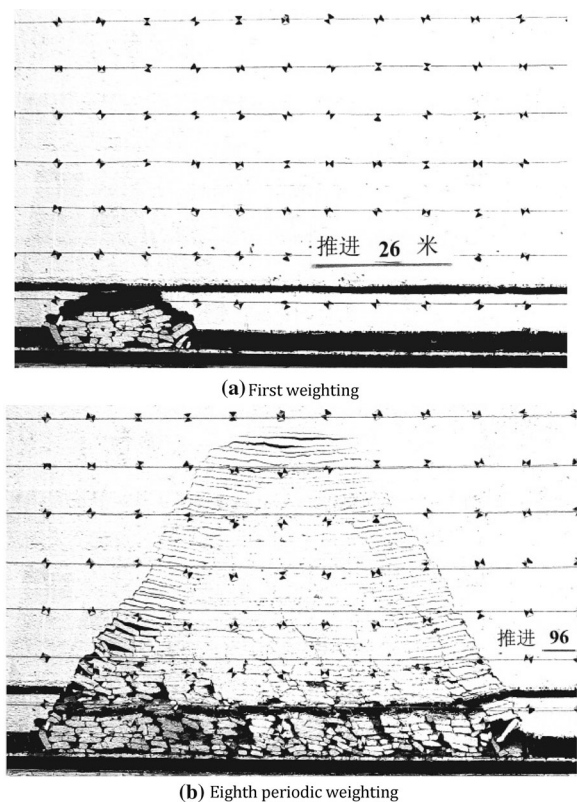 推进 26 米
(a) First weighting
推进 96
(b) Eighth periodic weighting